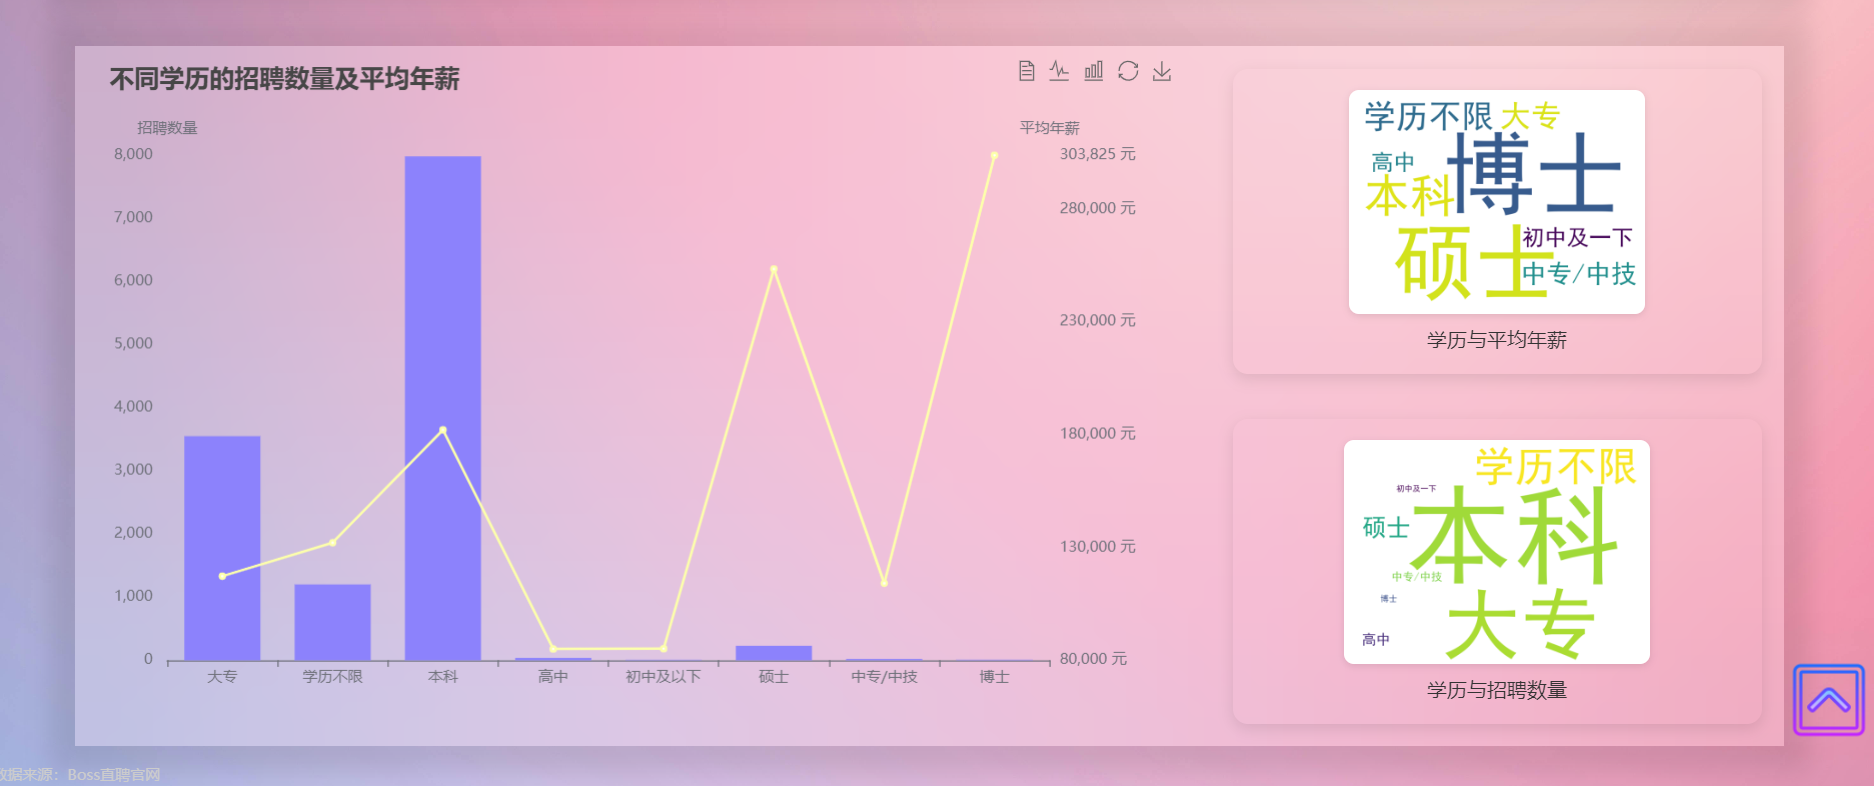 不同学历的招聘数量及平均年薪
招聘数量
平均年薪
8,000
7,000
6,000
5,000
4,000
3,000
2,000
1,000
0
303,825 元
280,000 元
230,000 元
180,000 元
130,000 元
80,000 元
大专
学历不限
本科
高中
初中及以下
硕士
中专/中技
博士
学历不限
大专
高中
博士
本科
初中及一下
硕士
中专/中技
学历与平均年薪
学历不限
初中及一下
本科
硕士
中专/中技
博士
大专
高中
学历与招聘数量
数据来源：Boss直聘官网